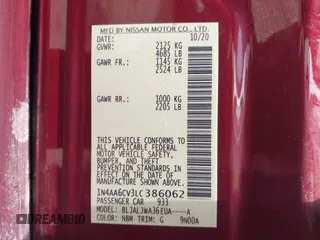 MFD BY NISSAN MOTOR CO., LTD
10/20
GVWR: 2125 KG
4685 LB
GAWR FR.: 1145 KG
2524 LB
GAWR RR.: 1000 KG
2205 LB
THIS VEHICLE CONFORMS TO ALL
APPLICABLE FEDERAL MOTOR VEHICLE
SAFETY, BUMPER, AND THEFT PREVENTION
STANDARDS IN EFFECT ON THE DATE OF
MANUFACTURE SHOWN ABOVE.
1N4AA6CV3LC386062
PASSENGER CAR 933
MODEL: BLJALJWA36EUA----A
COLOR: NBM TRIM: G 9N00A
DREAMBID